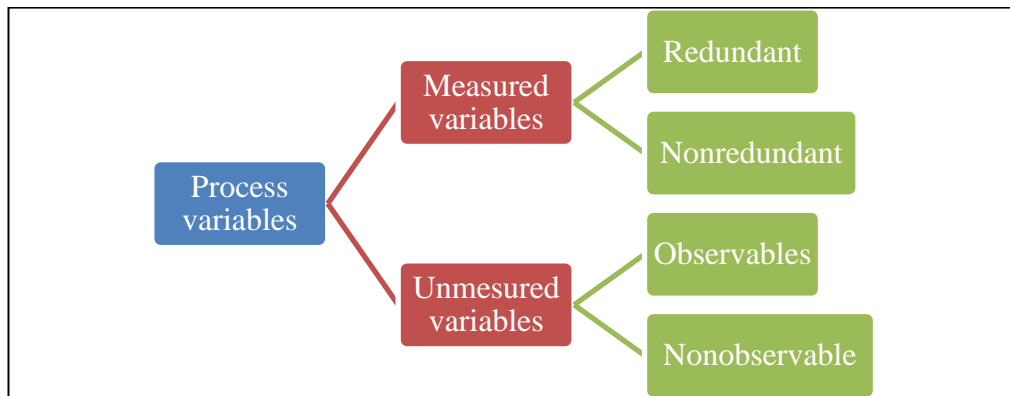 Process
variables
Measured
variables
Redundant
Nonredundant
Unmesured
variables
Observables
Nonobservable